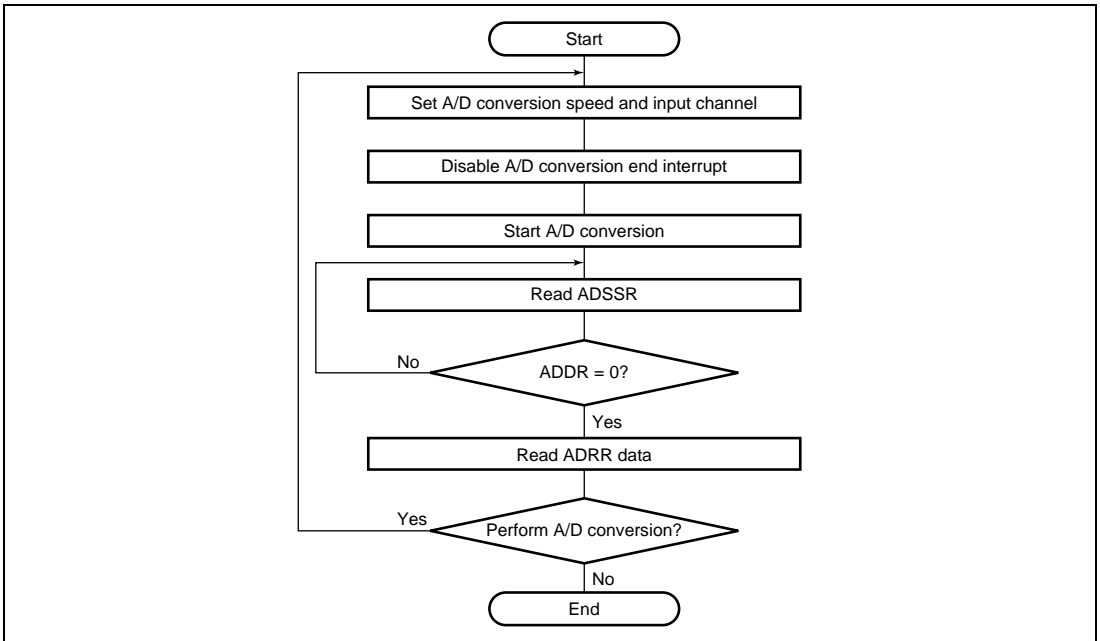 Start
Set A/D conversion speed and input channel
Disable A/D conversion end interrupt
Start A/D conversion
Read ADSSR
No
ADDR = 0?
Yes
Read ADRR data
Yes
Perform A/D conversion?
No
End